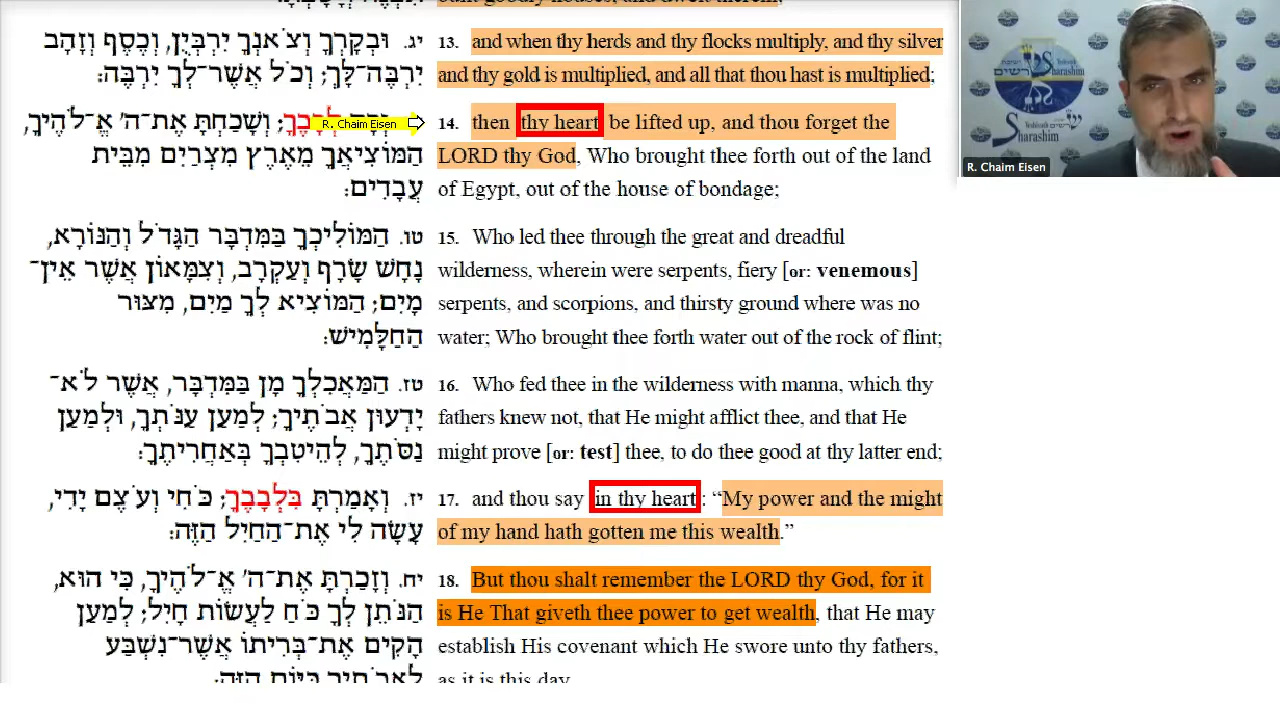 יג. וּבְקָרְךָ וְצֹאנְךָ יִרְבְּיֻן, וְכֶסֶף וְזָהָב
יִרְבֶּה־לָּךְ; וְכֹל אֲשֶׁר־לְךָ יִרְבֶּה:
לְבָבֶךָ; וְשָׁכַחְתָּ אֶת־ה' אֱ־לֹהֶיךָ,
הַמּוֹצִיאֲךָ מֵאֶרֶץ מִצְרַיִם מִבֵּית
עֲבָדִים:
טו. הַמּוֹלִיכְךָ בַּמִּדְבָּר הַגָּדֹל וְהַנּוֹרָא,
נָחָשׁ שָׂרָף וְעַקְרָב, וְצִמָּאוֹן אֲשֶׁר אֵין־
מָיִם; הַמּוֹצִיא לְךָ מַיִם, מִצּוּר
הַחַלָּמִישׁ:
טז. הַמַּאֲכִלְךָ מָן בַּמִּדְבָּר, אֲשֶׁר לֹא־
יָדְעוּן אֲבֹתֶיךָ; לְמַעַן עַנֹּתְךָ, וּלְמַעַן
נַסֹּתֶךָ, לְהֵיטִבְךָ בְּאַחֲרִיתֶךָ:
יז. וְאָמַרְתָּ בִּלְבָבֶךָ; כֹּחִי וְעֹצֶם יָדִי,
עָשָׂה לִי אֶת־הַחַיִל הַזֶּה:
יח. וְזָכַרְתָּ אֶת־ה' אֱ־לֹהֶיךָ, כִּי הוּא,
הַנֹּתֵן לְךָ כֹּחַ לַעֲשׂוֹת חָיִל; לְמַעַן
הָקִים אֶת־בְּרִיתוֹ אֲשֶׁר־נִשְׁבַּע
לַאֲבֹתֶיךָ כַּיּוֹם הַזֶּה:
R. Chaim Eisen
13. and when thy herds and thy flocks multiply, and thy silver
and thy gold is multiplied, and all that thou hast is multiplied;
14. then thy heart be lifted up, and thou forget the
LORD thy God, Who brought thee forth out of the land
of Egypt, out of the house of bondage;
15. Who led thee through the great and dreadful
wilderness, wherein were serpents, fiery [or: venemous]
serpents, and scorpions, and thirsty ground where was no
water; Who brought thee forth water out of the rock of flint;
16. Who fed thee in the wilderness with manna, which thy
fathers knew not, that He might afflict thee, and that He
might prove [or: test] thee, to do thee good at thy latter end;
17. and thou say in thy heart: “My power and the might
of my hand hath gotten me this wealth.”
18. But thou shalt remember the LORD thy God, for it
is He That giveth thee power to get wealth, that He may
establish His covenant which He swore unto thy fathers,
as it is this day
שרשים
Sharashim
Yeshivath
Sharashim
R. Chaim Eisen